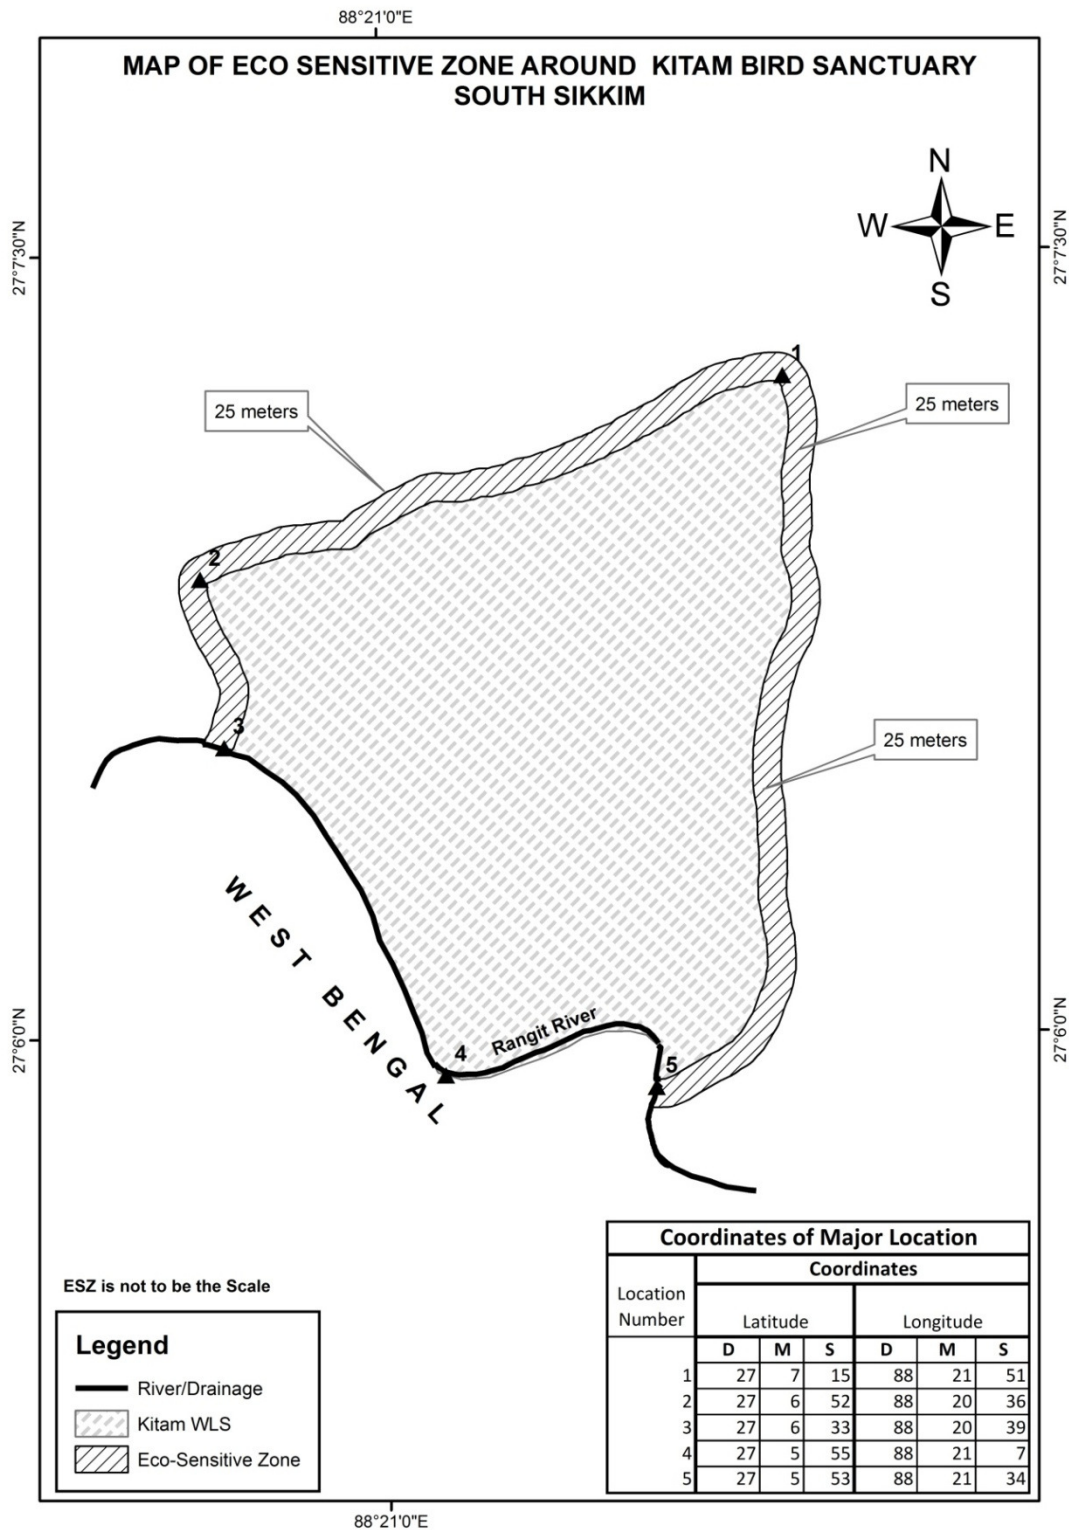 88°21'0"E
MAP OF ECO SENSITIVE ZONE AROUND KITAM BIRD SANCTUARY
SOUTH SIKKIM
N
W E
S
27°7'30"N
27°7'30"N
1
25 meters
25 meters
2
3
25 meters
WEST BENGAL
Rangit River
4
5
27°6'0"N
27°6'0"N
ESZ is not to be the Scale
Legend
River/Drainage
Kitam WLS
Eco-Sensitive Zone
Coordinates of Major Location
Location Number Coordinates
Latitude Longitude
D M S D M S
1 27 7 15 88 21 51
2 27 6 52 88 20 36
3 27 6 33 88 20 39
4 27 5 55 88 21 7
5 27 5 53 88 21 34
88°21'0"E